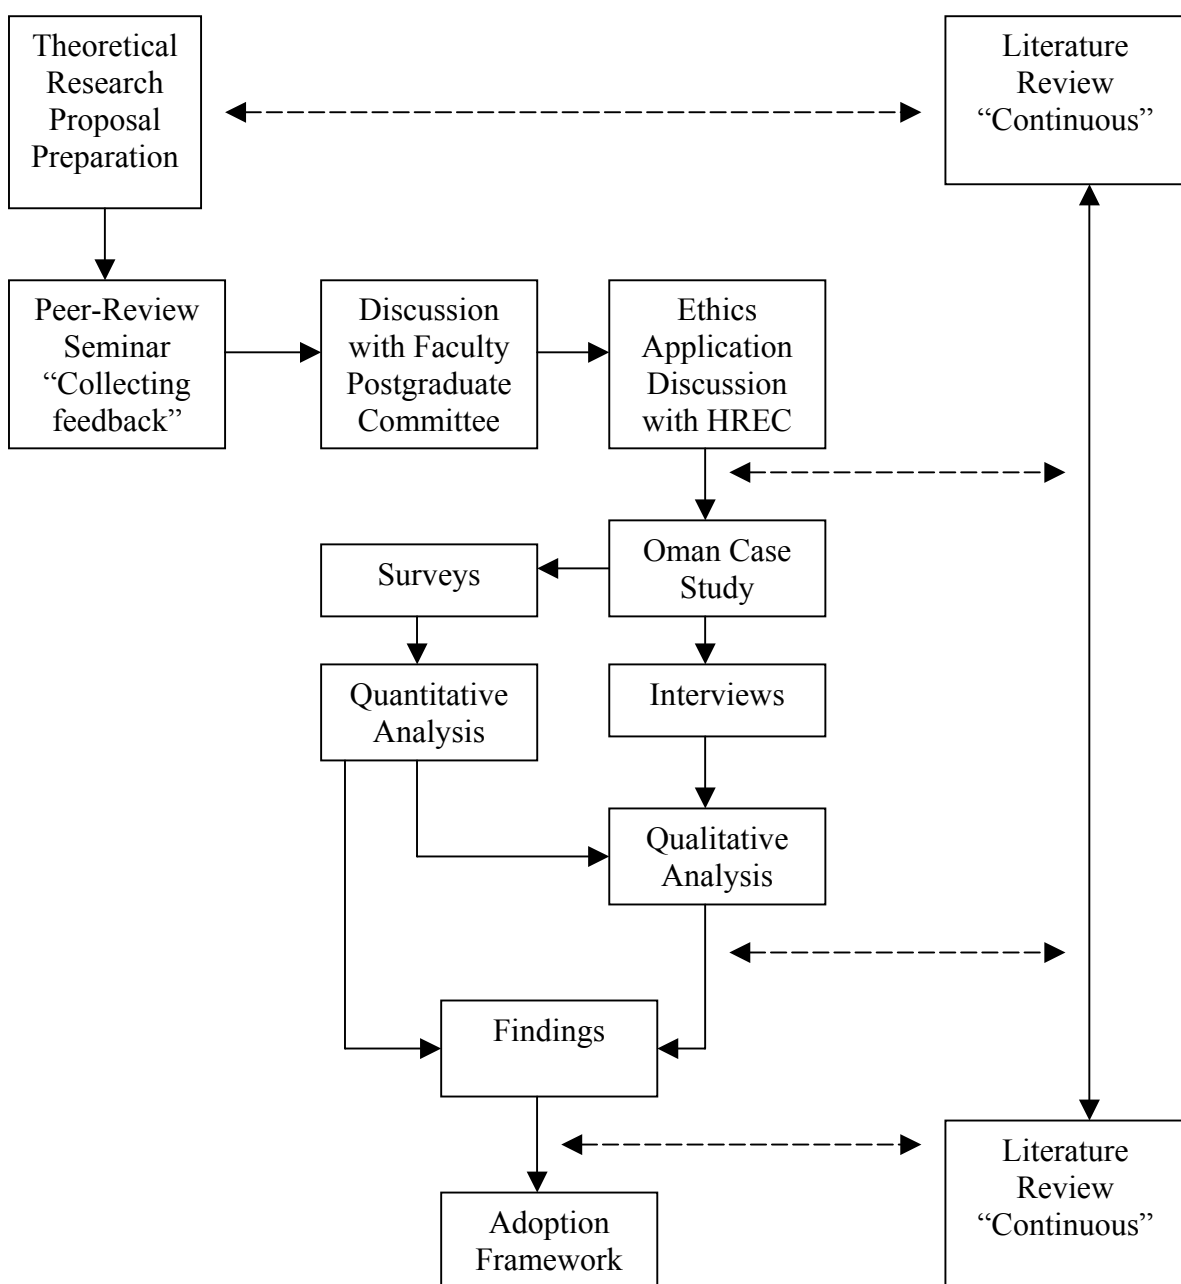 Theoretical
Research
Proposal
Preparation
Literature
Review
“Continuous”
Peer-Review
Seminar
“Collecting
feedback”
Discussion
with Faculty
Postgraduate
Committee
Ethics
Application
Discussion
with HREC
Oman Case
Study
Surveys
Quantitative
Analysis
Interviews
Qualitative
Analysis
Findings
Literature
Review
“Continuous”
Adoption
Framework